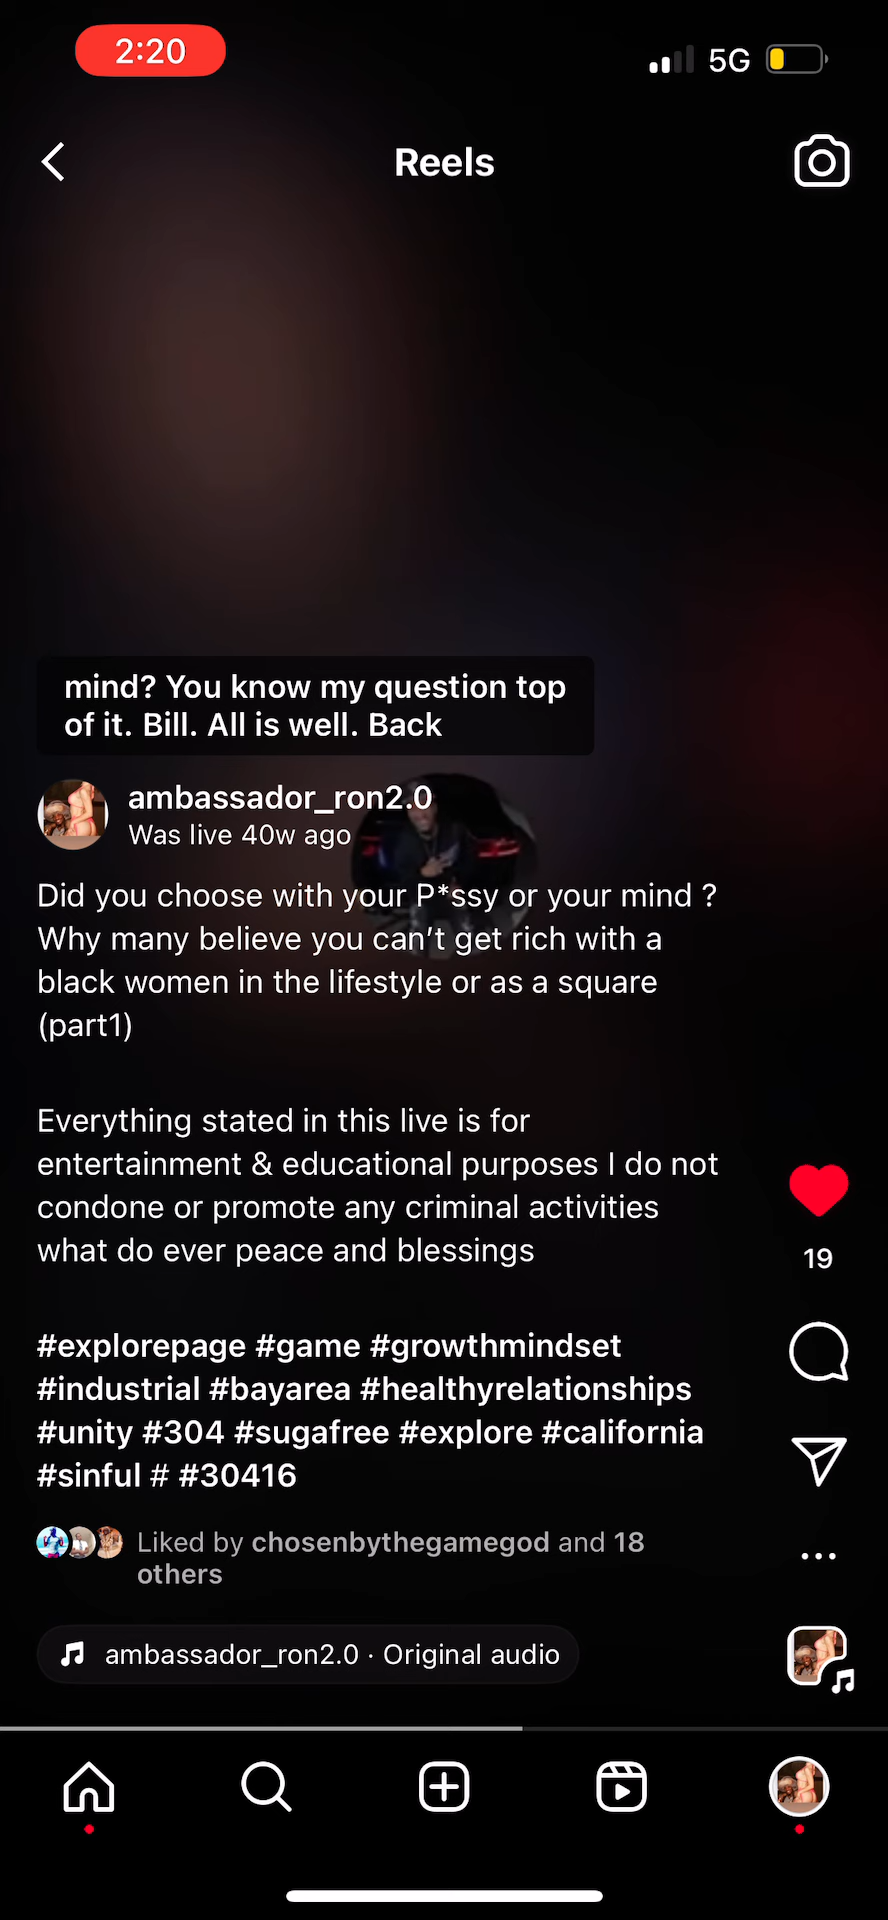 2:20
5G
Reels
mind? You know my question top
of it. Bill. All is well. Back
ambassador_ron2.0
Was live 40w ago
Did you choose with your P*ssy or your mind ?
Why many believe you can’t get rich with a
black women in the lifestyle or as a square
(part1)
Everything stated in this live is for
entertainment & educational purposes I do not
condone or promote any criminal activities
what do ever peace and blessings
#explorepage #game #growthmindset
#industrial #bayarea #healthyrelationships
#unity #304 #sugafree #explore #california
#sinful # #30416
19
Liked by chosenbythegamegod and 18
others
ambassador_ron2.0 · Original audio